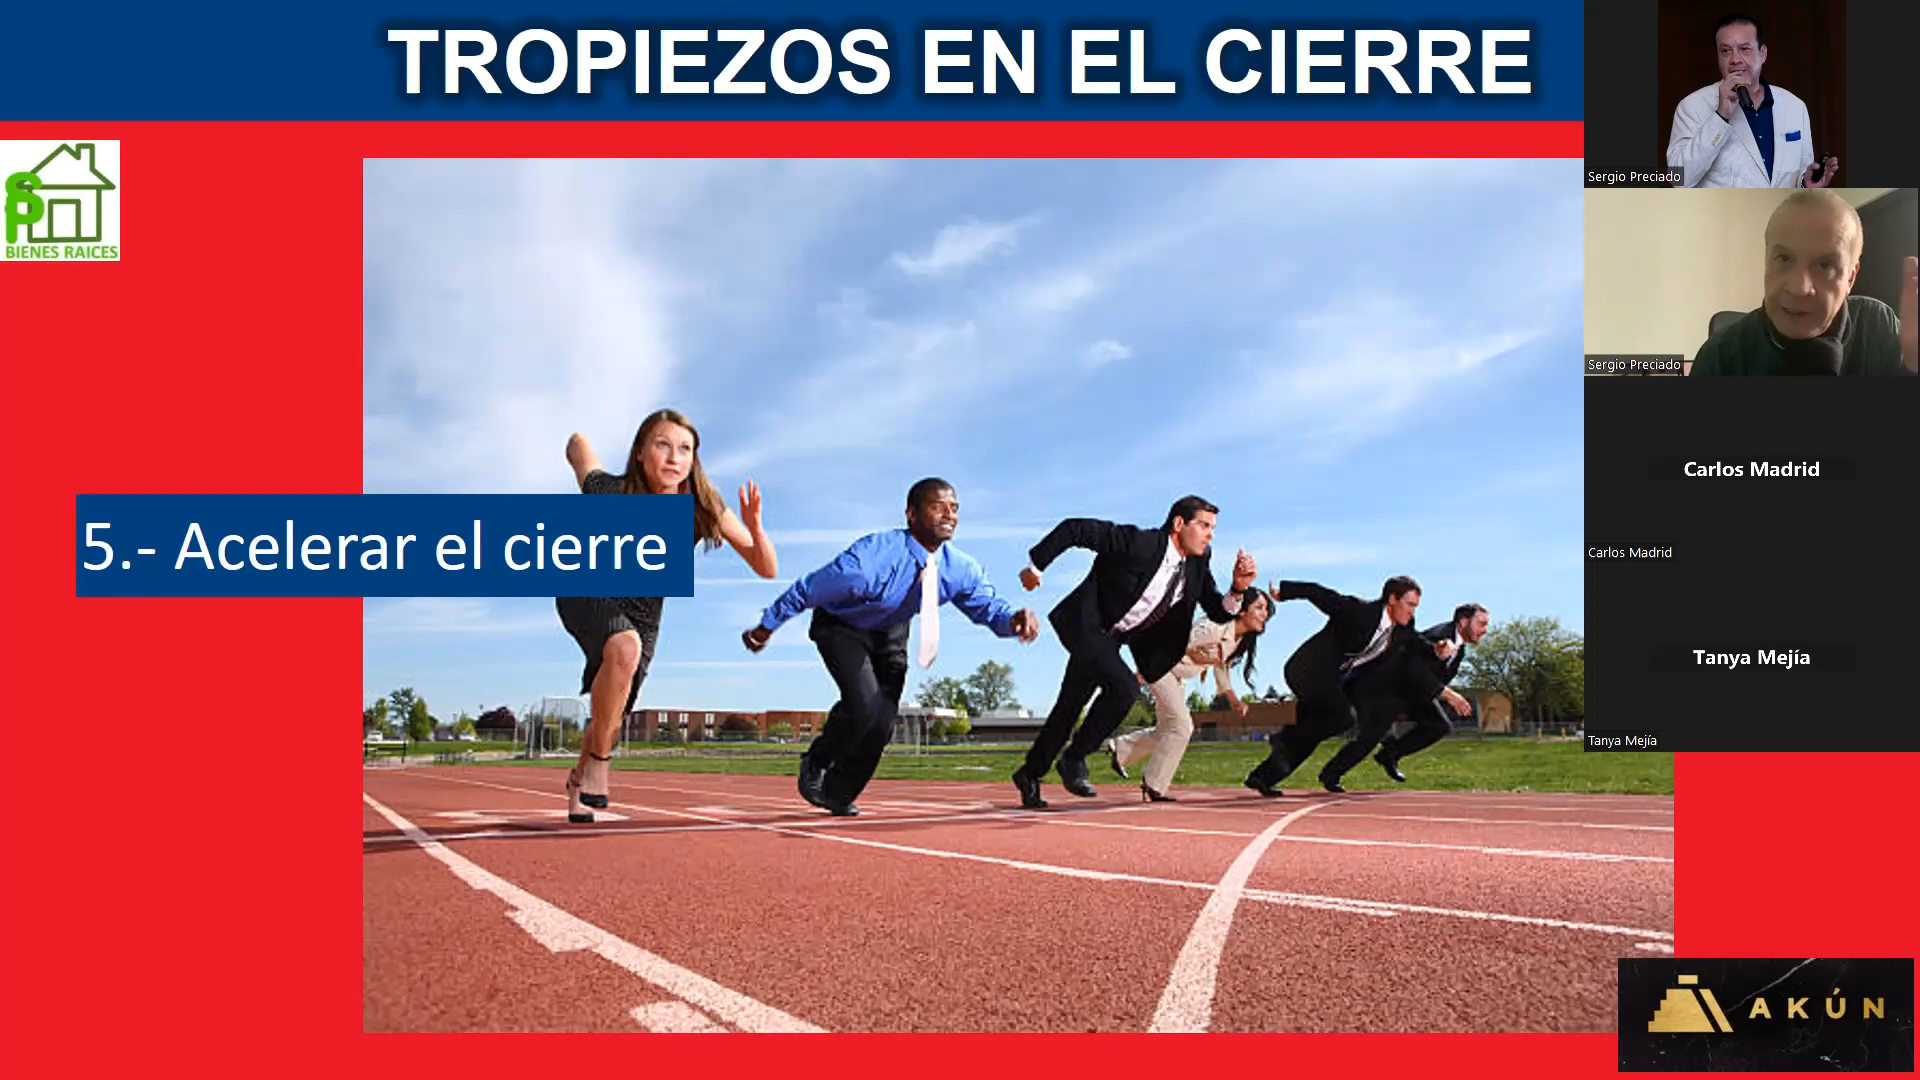 TROPIEZOS EN EL CIERRE
SP
BIENES RAICES
5.- Acelerar el cierre
Sergio Preciado
Sergio Preciado
Carlos Madrid
Carlos Madrid
Tanya Mejía
Tanya Mejía
AKÚN